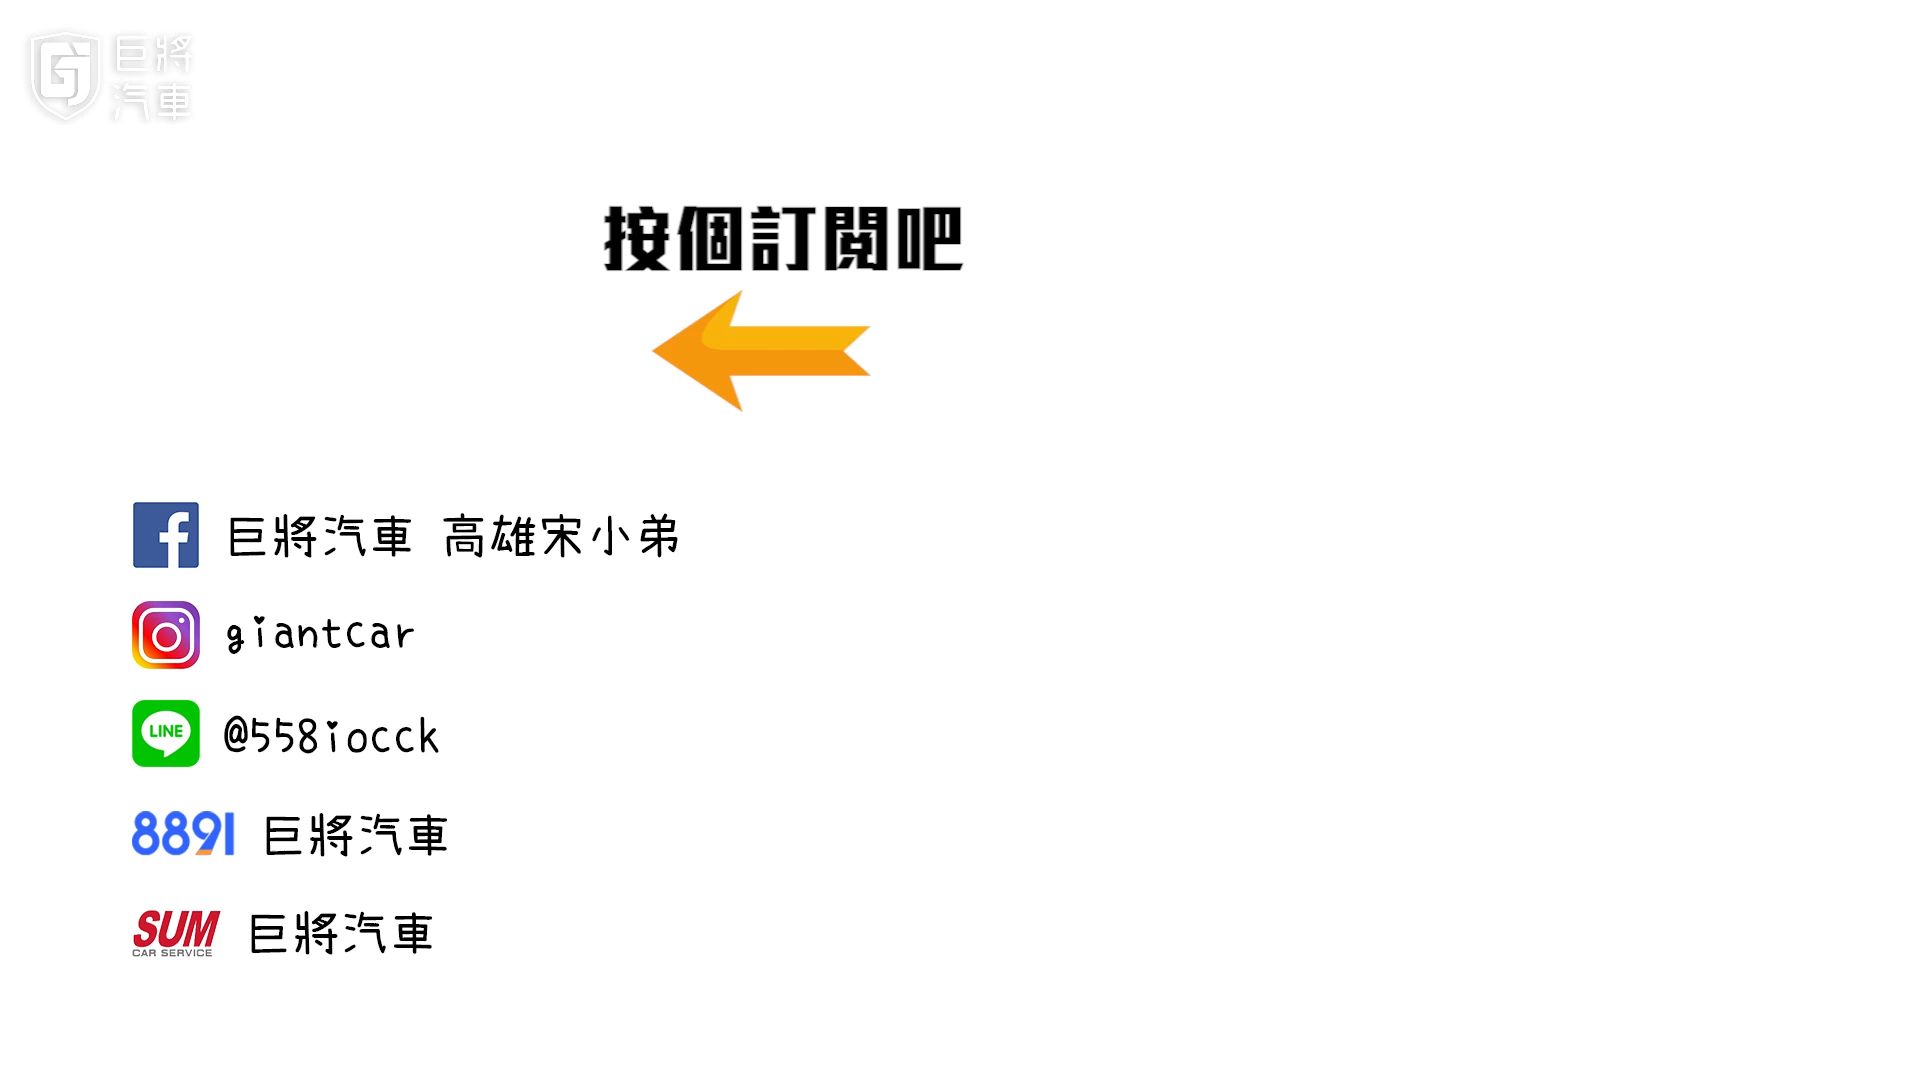 巨將
汽車
按個訂閱吧
巨將汽車 高雄宋小弟
giantcar
LINE @558iocck
8891 巨將汽車
SUM CAR SERVICE 巨將汽車